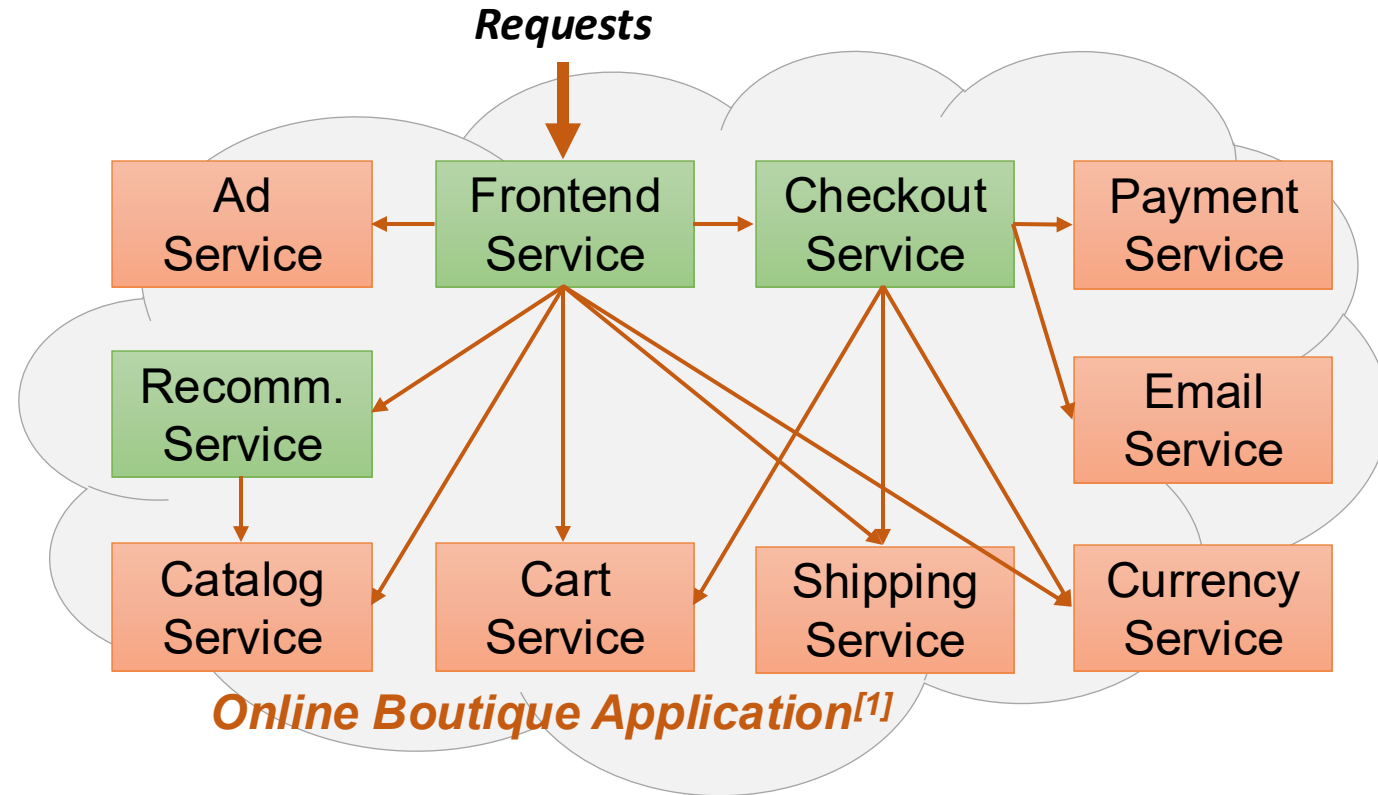 Requests
Ad
Service
Frontend
Service
Checkout
Service
Payment
Service
Recomm.
Service
Email
Service
Catalog
Service
Cart
Service
Shipping
Service
Currency
Service
Online Boutique Application[1]